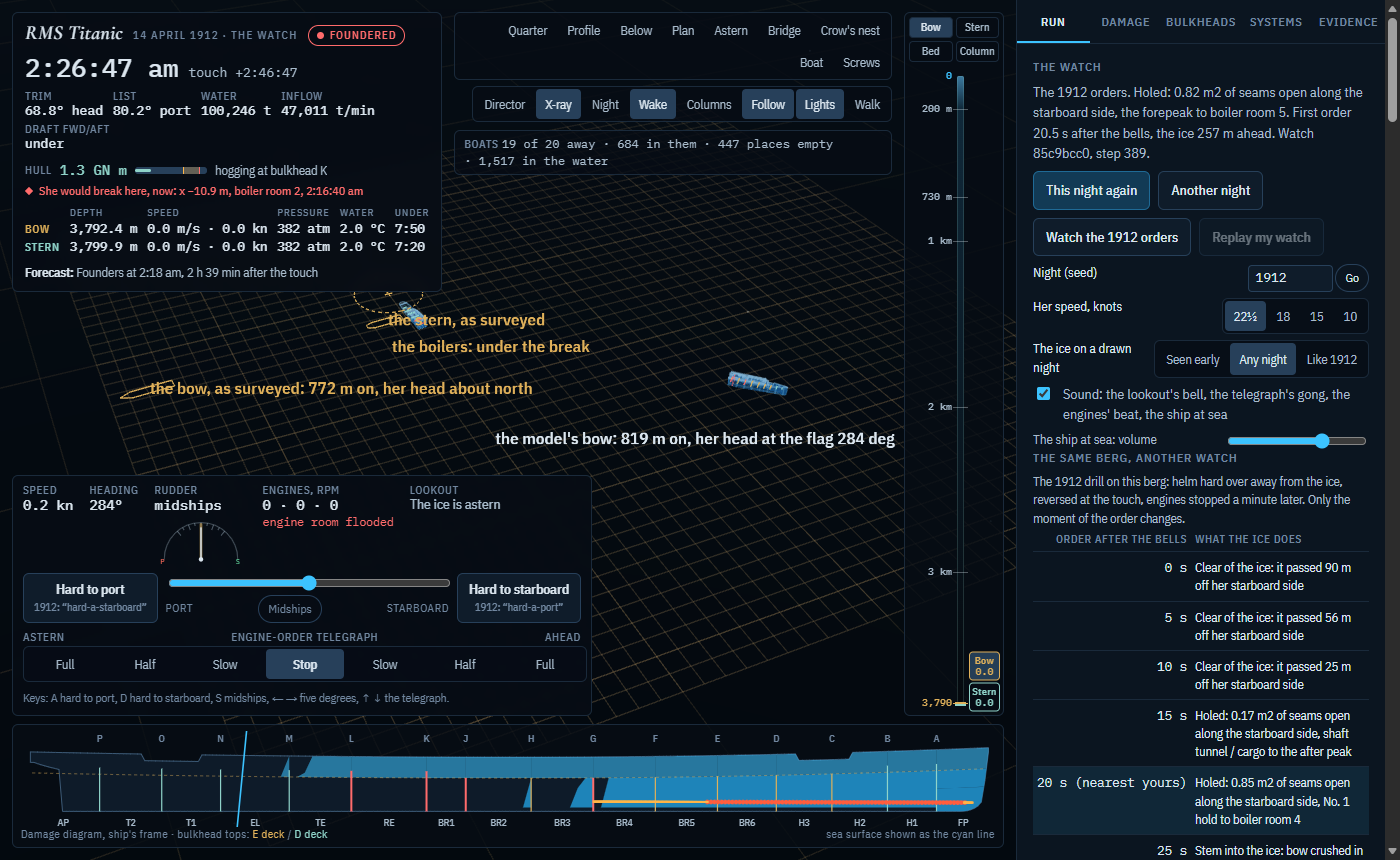 RMS Titanic 14 APRIL 1912 · THE WATCH ● FOUNDERED
2:26:47 am touch +2:46:47
TRIM LIST WATER INFLOW
68.8° head 80.2° port 100,246 t 47,011 t/min
DRAFT FWD/AFT
under
HULL 1.3 GN m hogging at bulkhead K
◆ She would break here, now: x −10.9 m, boiler room 2, 2:16:40 am
DEPTH SPEED PRESSURE WATER UNDER
BOW 3,792.4 m 0.0 m/s · 0.0 kn 382 atm 2.0 °C 7:50
STERN 3,799.9 m 0.0 m/s · 0.0 kn 382 atm 2.0 °C 7:20
Forecast: Founders at 2:18 am, 2 h 39 min after the touch
Quarter Profile Below Plan Astern Bridge Crow's nest
Boat Screws
Director X-ray Night Wake Columns Follow Lights Walk
BOATS 19 of 20 away · 684 in them · 447 places empty
· 1,517 in the water
Bow Stern
Bed Column
0
200 m
730 m
1 km
2 km
3 km
3,790
Bow
0.0
Stern
0.0
the stern, as surveyed
the boilers: under the break
the bow, as surveyed: 772 m on, her head about north
the model's bow: 819 m on, her head at the flag 284 deg
SPEED HEADING RUDDER ENGINES, RPM LOOKOUT
0.2 kn 284° midships 0 · 0 · 0 The ice is astern
engine room flooded
P S
Hard to port
1912: “hard-a-starboard”
PORT Midships STARBOARD
Hard to starboard
1912: “hard-a-port”
ASTERN ENGINE-ORDER TELEGRAPH AHEAD
Full Half Slow Stop Slow Half Full
Keys: A hard to port, D hard to starboard, S midships, ← → five degrees, ↑ ↓ the telegraph.
P O N M L K J H G F E D C B A
AP T2 T1 EL TE RE BR1 BR2 BR3 BR4 BR5 BR6 H3 H2 H1 FP
Damage diagram, ship's frame · bulkhead tops: E deck / D deck
sea surface shown as the cyan line
RUN DAMAGE BULKHEADS SYSTEMS EVIDENCE
THE WATCH
The 1912 orders. Holed: 0.82 m2 of seams open along the
starboard side, the forepeak to boiler room 5. First order
20.5 s after the bells, the ice 257 m ahead. Watch
85c9bcc0, step 389.
This night again Another night
Watch the 1912 orders Replay my watch
Night (seed) 1912 Go
Her speed, knots 22½ 18 15 10
The ice on a drawn
night
Seen early Any night Like 1912
Sound: the lookout's bell, the telegraph's gong, the
engines' beat, the ship at sea
The ship at sea: volume
THE SAME BERG, ANOTHER WATCH
The 1912 drill on this berg: helm hard over away from the ice,
reversed at the touch, engines stopped a minute later. Only the
moment of the order changes.
ORDER AFTER THE BELLS WHAT THE ICE DOES
0 s Clear of the ice: it passed 90 m
off her starboard side
5 s Clear of the ice: it passed 56 m
off her starboard side
10 s Clear of the ice: it passed 25 m
off her starboard side
15 s Holed: 0.17 m2 of seams open
along the starboard side, shaft
tunnel / cargo to the after peak
20 s (nearest yours) Holed: 0.85 m2 of seams open
along the starboard side, No. 1
hold to boiler room 4
25 s Stem into the ice: bow crushed in